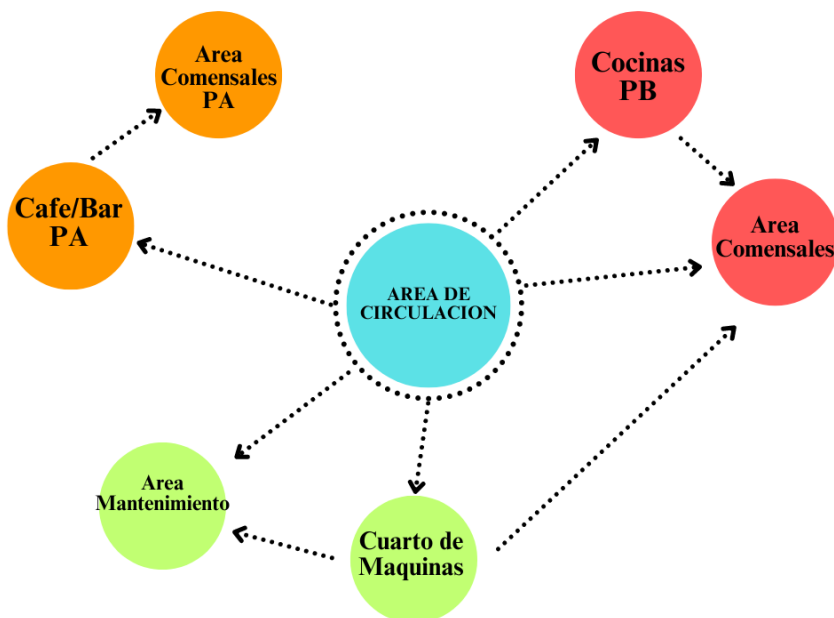 Area
Comensales
PA
Cocinas
PB
Cafe/Bar
PA
Area
Comensales
AREA DE
CIRCULACION
Area
Mantenimiento
Cuarto de
Maquinas